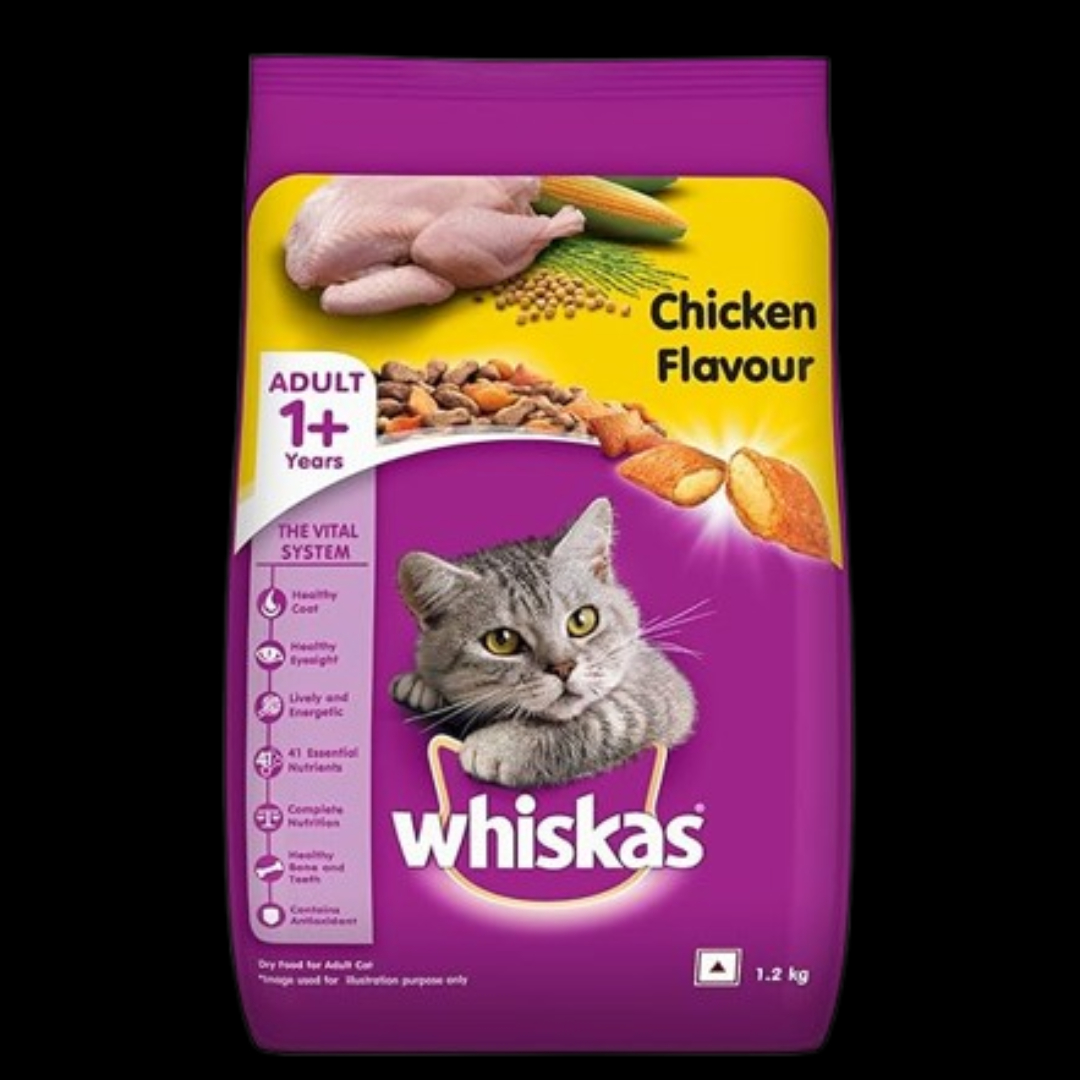 Chicken
Flavour
ADULT
1+
Years
THE VITAL
SYSTEM
Healthy
Coat
Healthy
Eyesight
Lively and
Energetic
41
41 Essential
Nutrients
Complete
Nutrition
Healthy
Bone and
Teeth
Contains
Antioxidant
whiskas®
Dry Food for Adult Cat
*Image used for illustration purpose only
1.2 kg